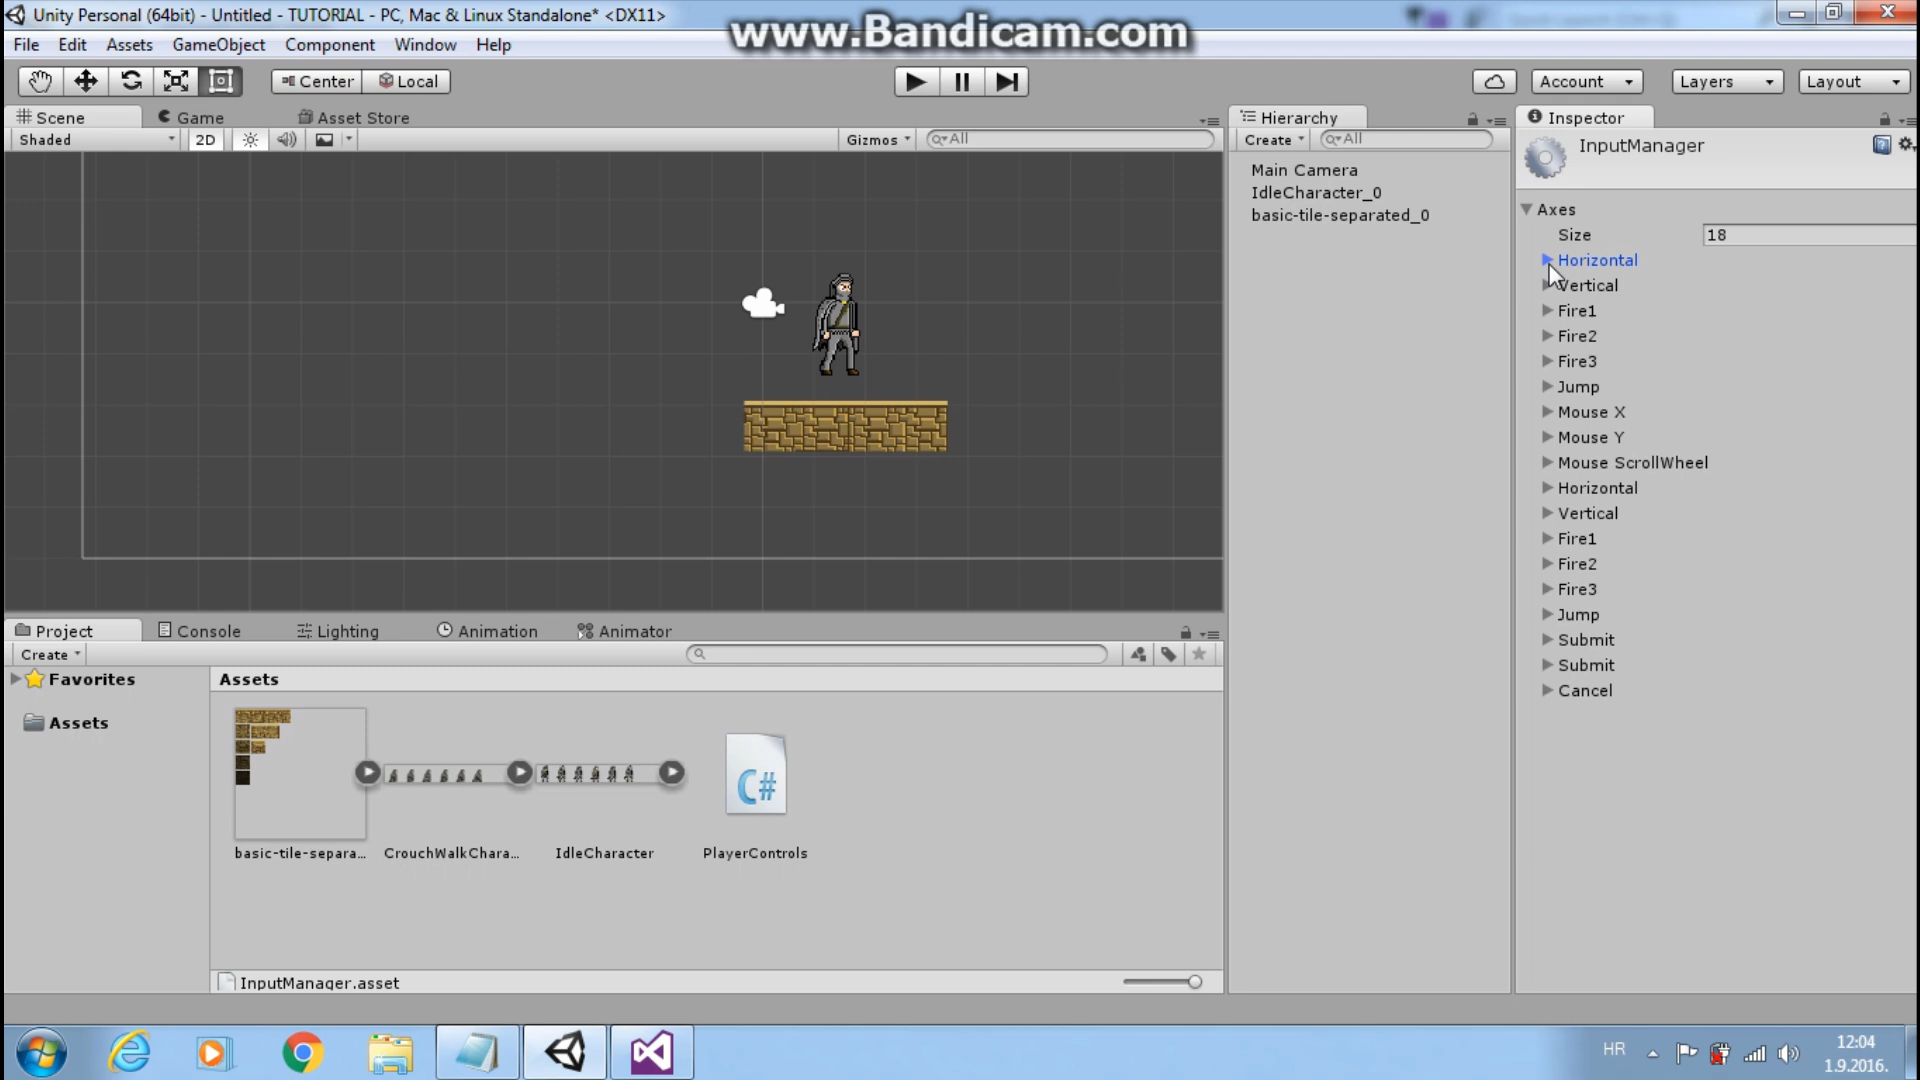 Unity Personal (64bit) - Untitled - TUTORIAL - PC, Mac & Linux Standalone* <DX11>
www.Bandicam.com
File Edit Assets GameObject Component Window Help
Center Local Account Layers Layout
Scene Game Asset Store
Shaded 2D Gizmos All
Hierarchy
Create All
Main Camera
IdleCharacter_0
basic-tile-separated_0
Inspector
InputManager
Axes
Size 18
Horizontal
Vertical
Fire1
Fire2
Fire3
Jump
Mouse X
Mouse Y
Mouse ScrollWheel
Horizontal
Vertical
Fire1
Fire2
Fire3
Jump
Submit
Submit
Cancel
Project Console Lighting Animation Animator
Create
Favorites
Assets
Assets
C#
basic-tile-separa... CrouchWalkChara... IdleCharacter PlayerControls
InputManager.asset
HR
12:04
1.9.2016.